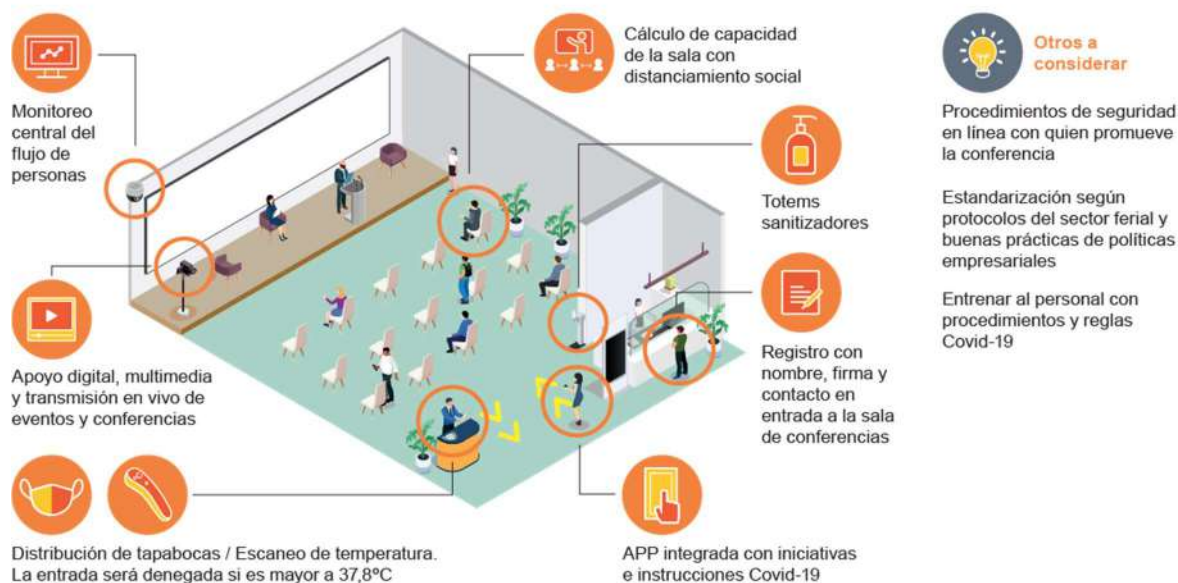 Monitoreo
central del
flujo de
personas
Cálculo de capacidad
de la sala con
distanciamiento social
Totems
sanitizadores
Registro con
nombre, firma y
contacto en
entrada a la sala
de conferencias
Apoyo digital, multimedia
y transmisión en vivo de
eventos y conferencias
Distribución de tapabocas / Escaneo de temperatura.
La entrada será denegada si es mayor a 37,8ºC
APP integrada con iniciativas
e instrucciones Covid-19
Otros a
considerar
Procedimientos de seguridad
en línea con quien promueve
la conferencia
Estandarización según
protocolos del sector ferial y
buenas prácticas de políticas
empresariales
Entrenar al personal con
procedimientos y reglas
Covid-19